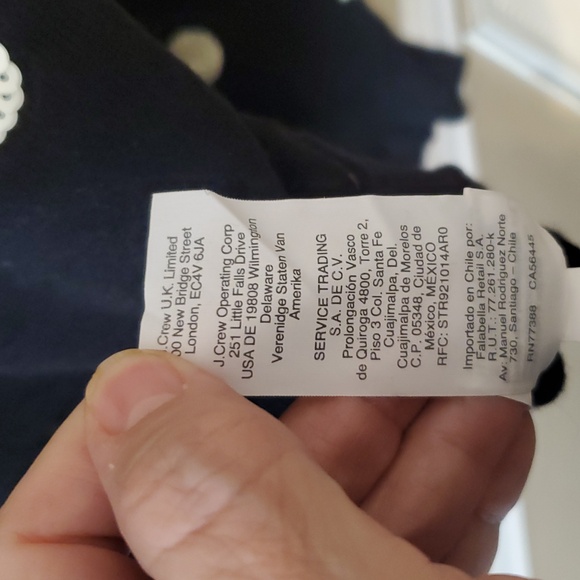 J.Crew U.K. Limited
00 New Bridge Street
London, EC4V 6JA
J.Crew Operating Corp
251 Little Falls Drive
USA DE 19808 Wilmington
Delaware
Verenidge Staten Van
Amerika
SERVICE TRADING
S.A. DE C.V.
Prolongación Vasco
de Quiroga 4800, Torre 2,
Piso 3 Col. Santa Fe
Cuajimalpa, Del.
Cuajimalpa de Morelos
C.P. 05348, Ciudad de
México, MÉXICO
RFC: STR921014AR0
Importado en Chile por:
Falabella Retail S.A.
R.U.T.: 77.261.280-k
Av. Manuel Rodriguez Norte
730. Santiago – Chile
RN77388 CA56445